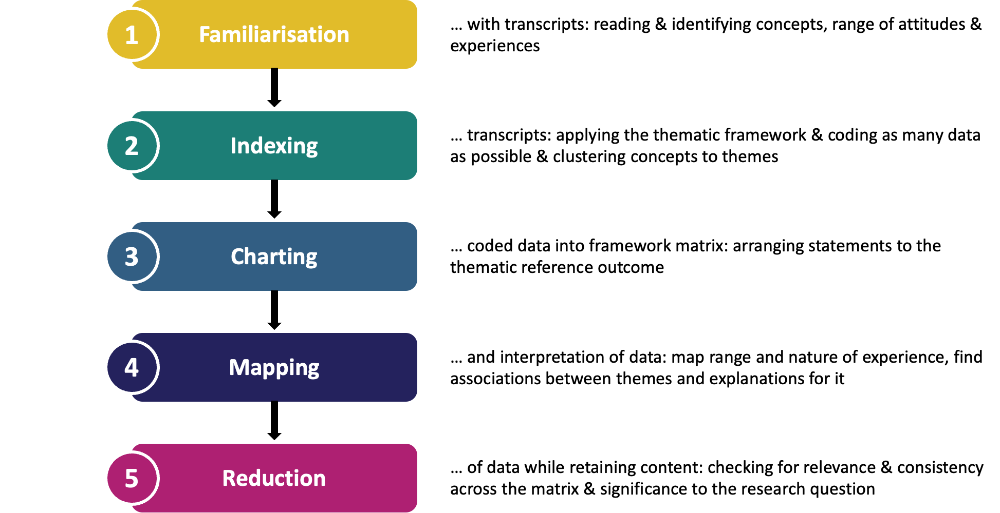 1
Familiarisation
… with transcripts: reading & identifying concepts, range of attitudes &
experiences
2
Indexing
… transcripts: applying the thematic framework & coding as many data
as possible & clustering concepts to themes
3
Charting
… coded data into framework matrix: arranging statements to the
thematic reference outcome
4
Mapping
… and interpretation of data: map range and nature of experience, find
associations between themes and explanations for it
5
Reduction
… of data while retaining content: checking for relevance & consistency
across the matrix & significance to the research question